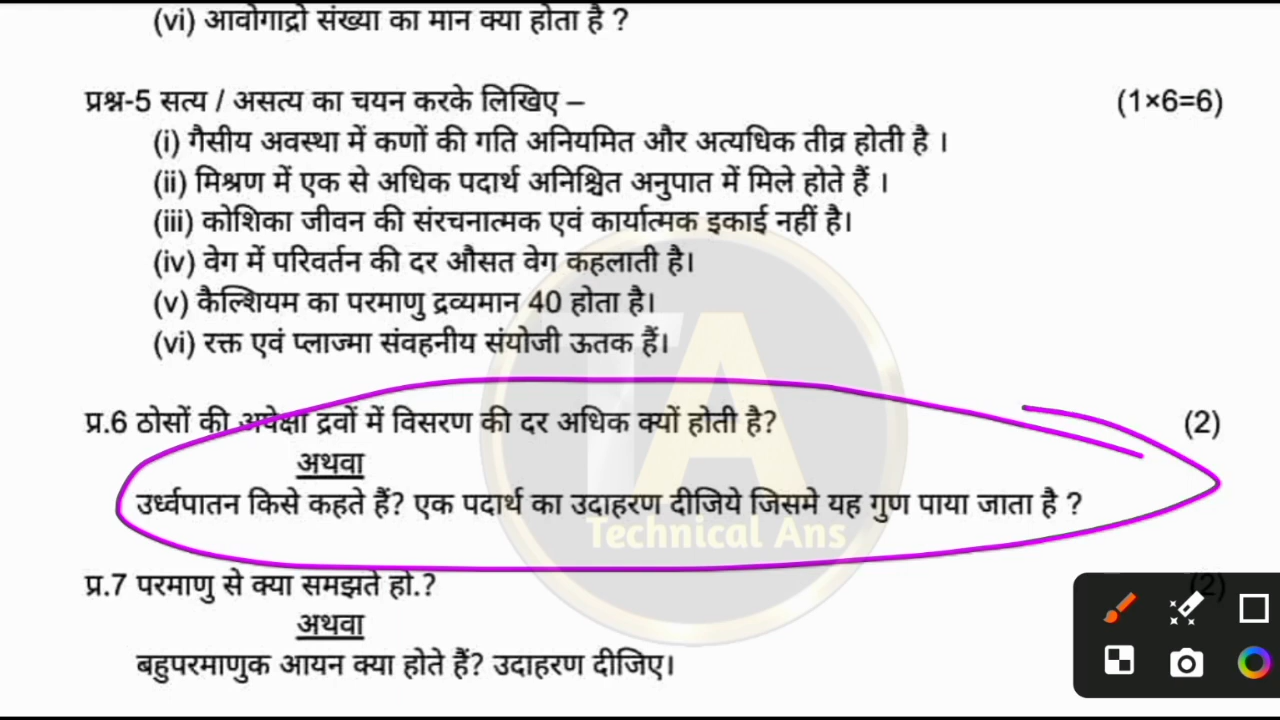 (vi) आवोगाद्रो संख्या का मान क्या होता है ?
प्रश्न-5 सत्य / असत्य का चयन करके लिखिए – (1×6=6)
(i) गैसीय अवस्था में कणों की गति अनियमित और अत्यधिक तीव्र होती है ।
(ii) मिश्रण में एक से अधिक पदार्थ अनिश्चित अनुपात में मिले होते हैं ।
(iii) कोशिका जीवन की संरचनात्मक एवं कार्यात्मक इकाई नहीं है।
(iv) वेग में परिवर्तन की दर औसत वेग कहलाती है।
(v) कैल्शियम का परमाणु द्रव्यमान 40 होता है।
(vi) रक्त एवं प्लाज्मा संवहनीय संयोजी ऊतक हैं।
प्र.6 ठोसों की अपेक्षा द्रवों में विसरण की दर अधिक क्यों होती है? (2)
अथवा
उर्ध्वपातन किसे कहते हैं? एक पदार्थ का उदाहरण दीजिये जिसमे यह गुण पाया जाता है ?
TA
Technical Ans
प्र.7 परमाणु से क्या समझते हो.? (2)
अथवा
बहुपरमाणुक आयन क्या होते हैं? उदाहरण दीजिए।